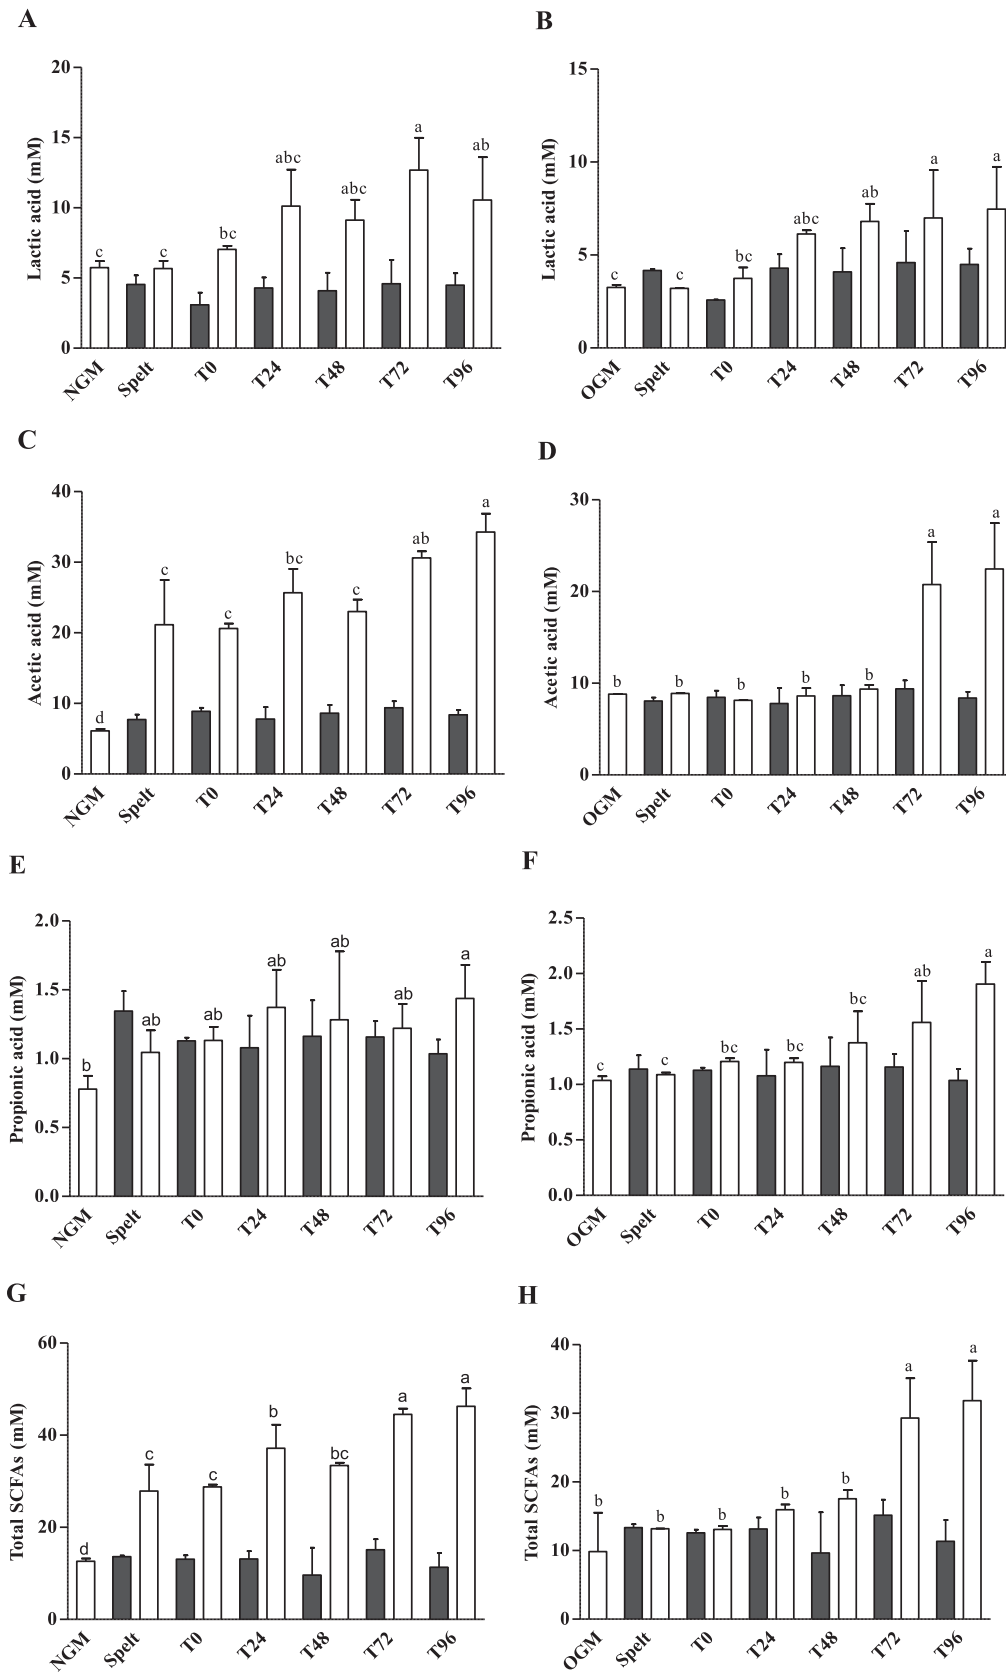 A
Lactic acid (mM)
20
15
10
5
0
c
c
bc
abc
abc
a
ab
NGM
Spelt
T0
T24
T48
T72
T96
B
Lactic acid (mM)
15
10
5
0
c
c
bc
abc
ab
a
a
OGM
Spelt
T0
T24
T48
T72
T96
C
Acetic acid (mM)
40
30
20
10
0
d
c
c
bc
c
ab
a
NGM
Spelt
T0
T24
T48
T72
T96
D
Acetic acid (mM)
30
20
10
0
b
b
b
b
b
a
a
OGM
Spelt
T0
T24
T48
T72
T96
E
Propionic acid (mM)
2.0
1.5
1.0
0.5
0.0
b
ab
ab
ab
ab
ab
a
NGM
Spelt
T0
T24
T48
T72
T96
F
Propionic acid (mM)
2.5
2.0
1.5
1.0
0.5
0.0
c
c
bc
bc
bc
ab
a
OGM
Spelt
T0
T24
T48
T72
T96
G
Total SCFAs (mM)
60
40
20
0
d
c
c
b
bc
a
a
NGM
Spelt
T0
T24
T48
T72
T96
H
Total SCFAs (mM)
40
30
20
10
0
b
b
b
b
b
a
a
OGM
Spelt
T0
T24
T48
T72
T96